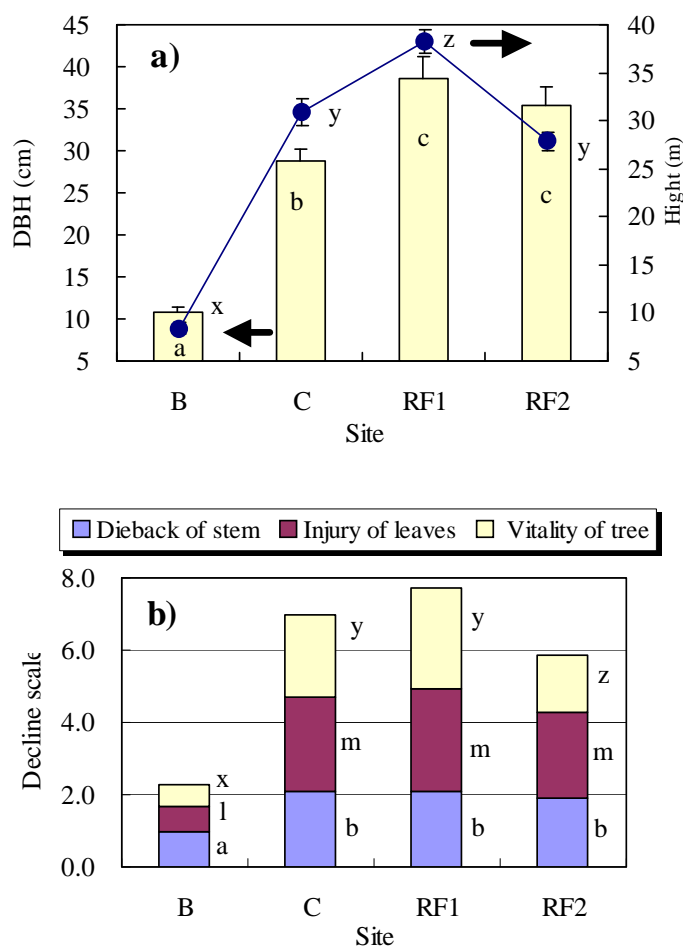 a)
DBH (cm)
45
40
35
30
25
20
15
10
5
40
35
30
25
20
15
10
5
Hight (m)
x
a
y
b
z
c
y
c
B C RF1 RF2
Site
Dieback of stem Injury of leaves Vitality of tree
b)
Decline scale
8.0
6.0
4.0
2.0
0.0
x
l
a
y
m
b
y
m
b
z
m
b
B C RF1 RF2
Site